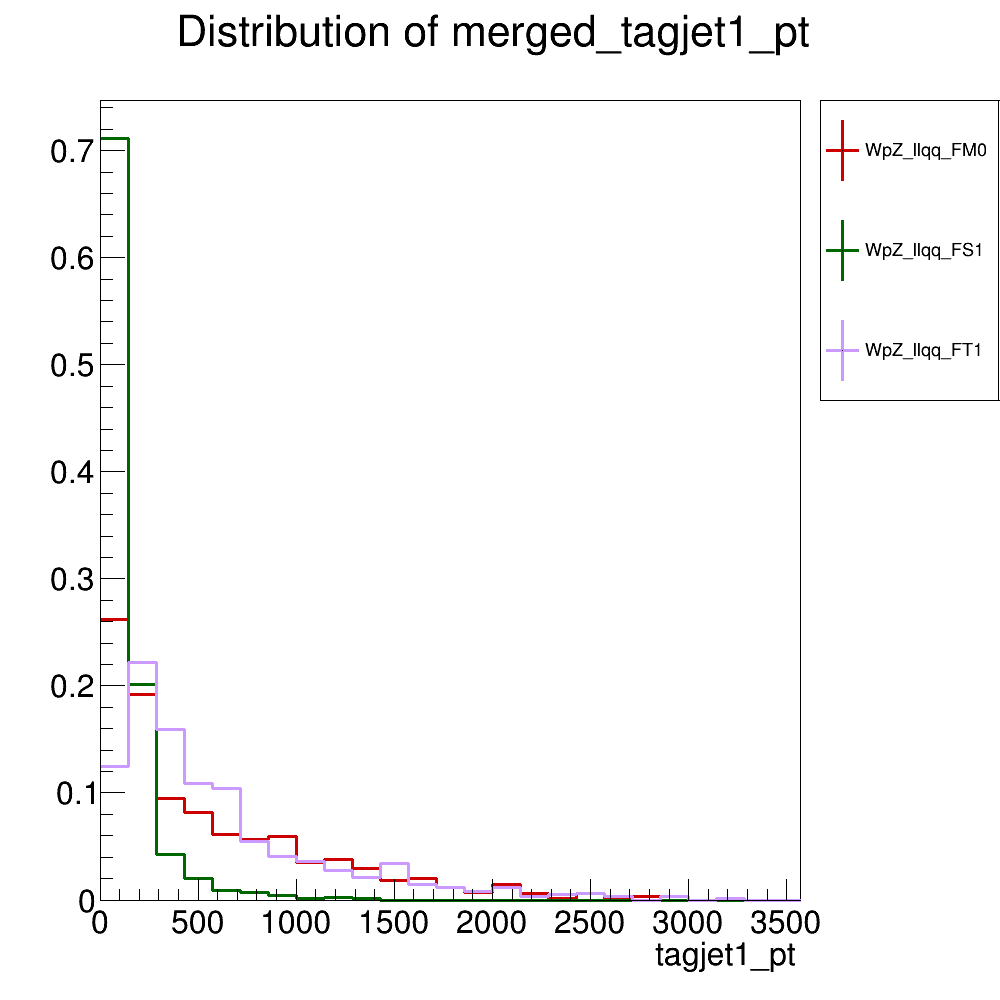 Distribution of merged_tagjet1_pt
WpZ_llqq_FM0
WpZ_llqq_FS1
WpZ_llqq_FT1
0.7
0.6
0.5
0.4
0.3
0.2
0.1
0
0 500 1000 1500 2000 2500 3000 3500
tagjet1_pt